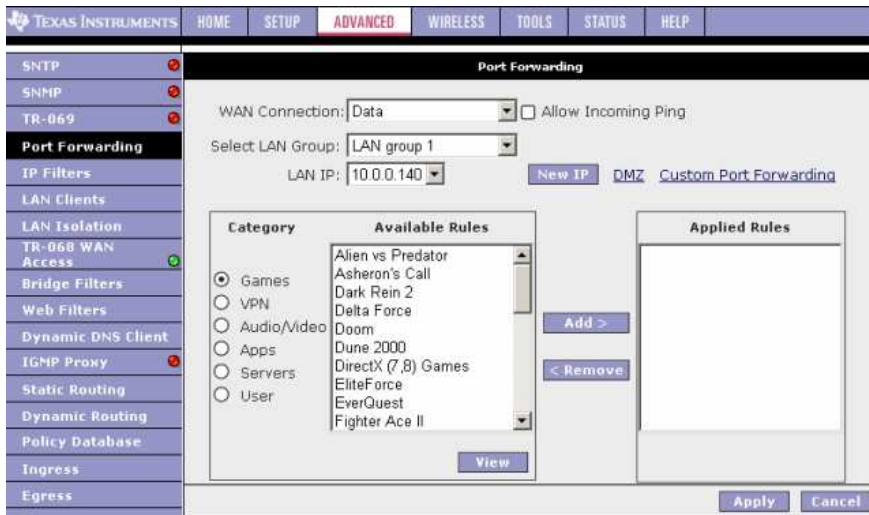 TEXAS INSTRUMENTS HOME SETUP ADVANCED WIRELESS TOOLS STATUS HELP
SNTP
SNMP
TR-069
Port Forwarding
IP Filters
LAN Clients
LAN Isolation
TR-068 WAN
Access
Bridge Filters
Web Filters
Dynamic DNS Client
IGMP Proxy
Static Routing
Dynamic Routing
Policy Database
Ingress
Egress
Port Forwarding
WAN Connection: Data Allow Incoming Ping
Select LAN Group: LAN group 1
LAN IP: 10.0.0.140 New IP DMZ Custom Port Forwarding
Category
Games
VPN
Audio/Video
Apps
Servers
User
Available Rules
Alien vs Predator
Asheron's Call
Dark Rein 2
Delta Force
Doom
Dune 2000
DirectX (7,8) Games
EliteForce
EverQuest
Fighter Ace II
View
Add >
< Remove
Applied Rules
Apply Cancel